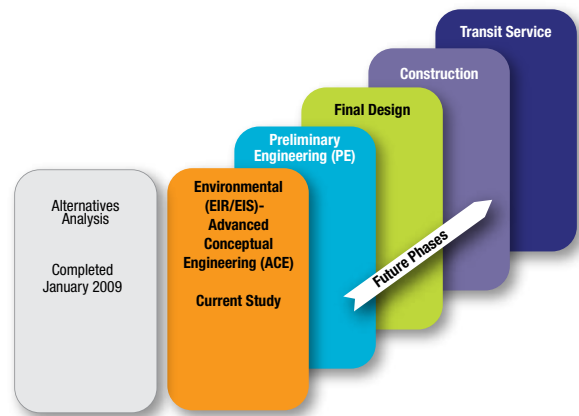 Alternatives
Analysis
Completed
January 2009
Environmental
(EIR/EIS)-
Advanced
Conceptual
Engineering (ACE)
Current Study
Preliminary
Engineering (PE)
Final Design
Construction
Transit Service
Future Phases